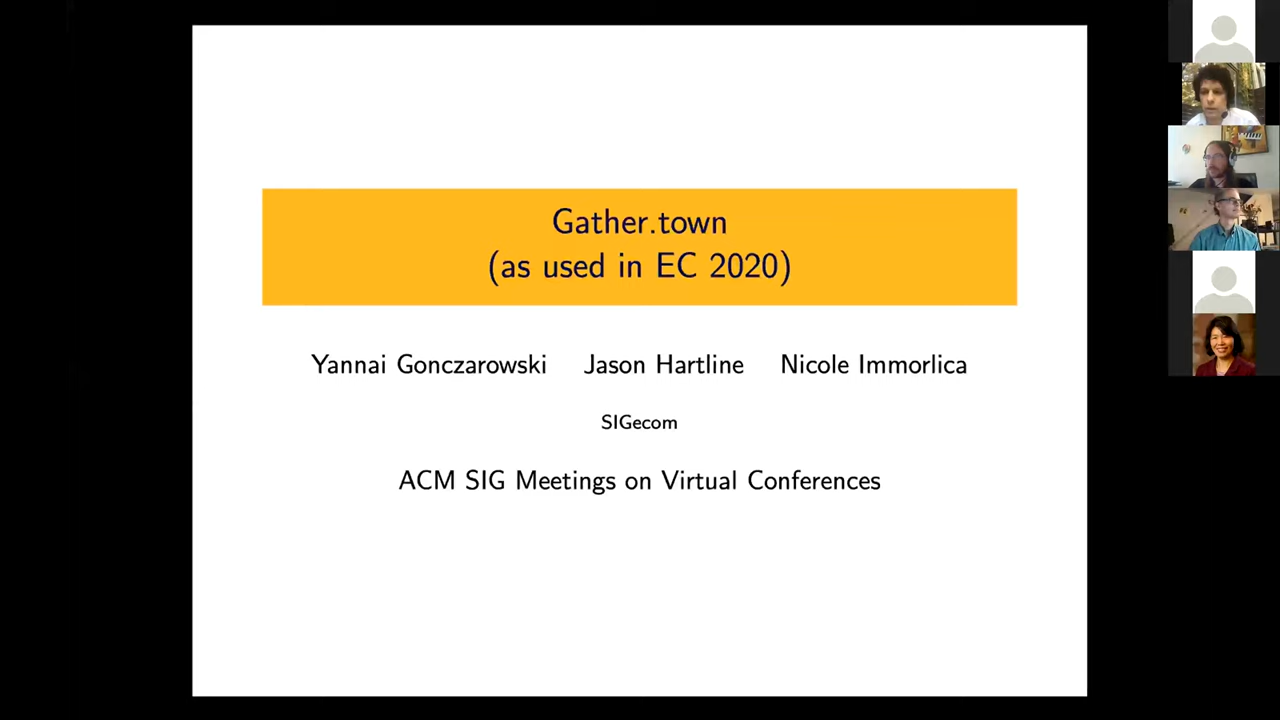 Gather.town
(as used in EC 2020)
Yannai Gonczarowski Jason Hartline Nicole Immorlica
SIGecom
ACM SIG Meetings on Virtual Conferences